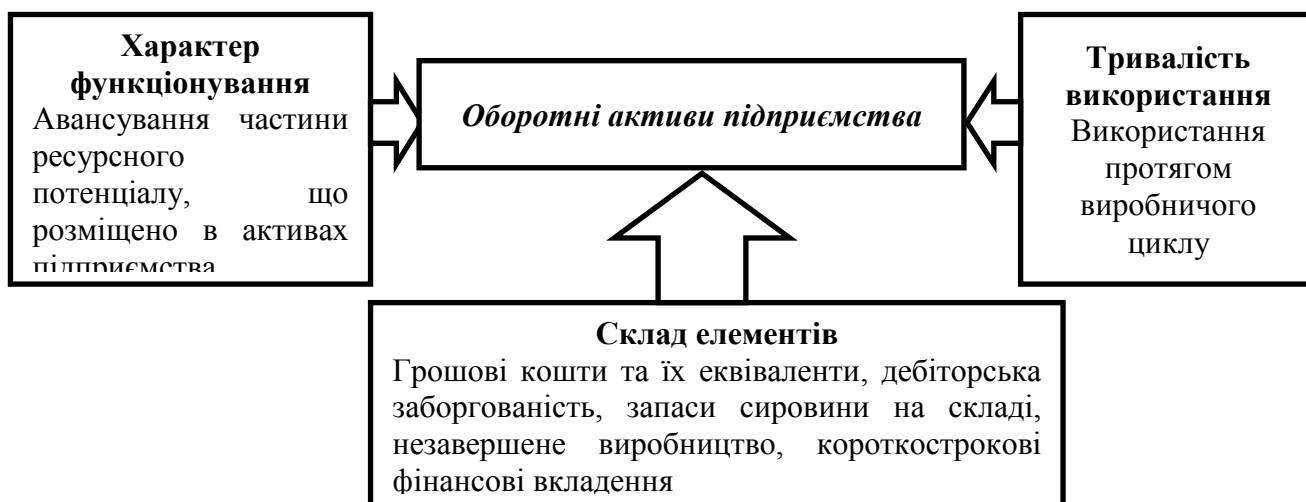 Характер
функціонування
Авансування частини
ресурсного
потенціалу, що
розміщено в активах
підприємства
Оборотні активи підприємства
Тривалість
використання
Використання
протягом
виробничого
циклу
Склад елементів
Грошові кошти та їх еквіваленти, дебіторська
заборгованість, запаси сировини на складі,
незавершене виробництво, короткострокові
фінансові вкладення